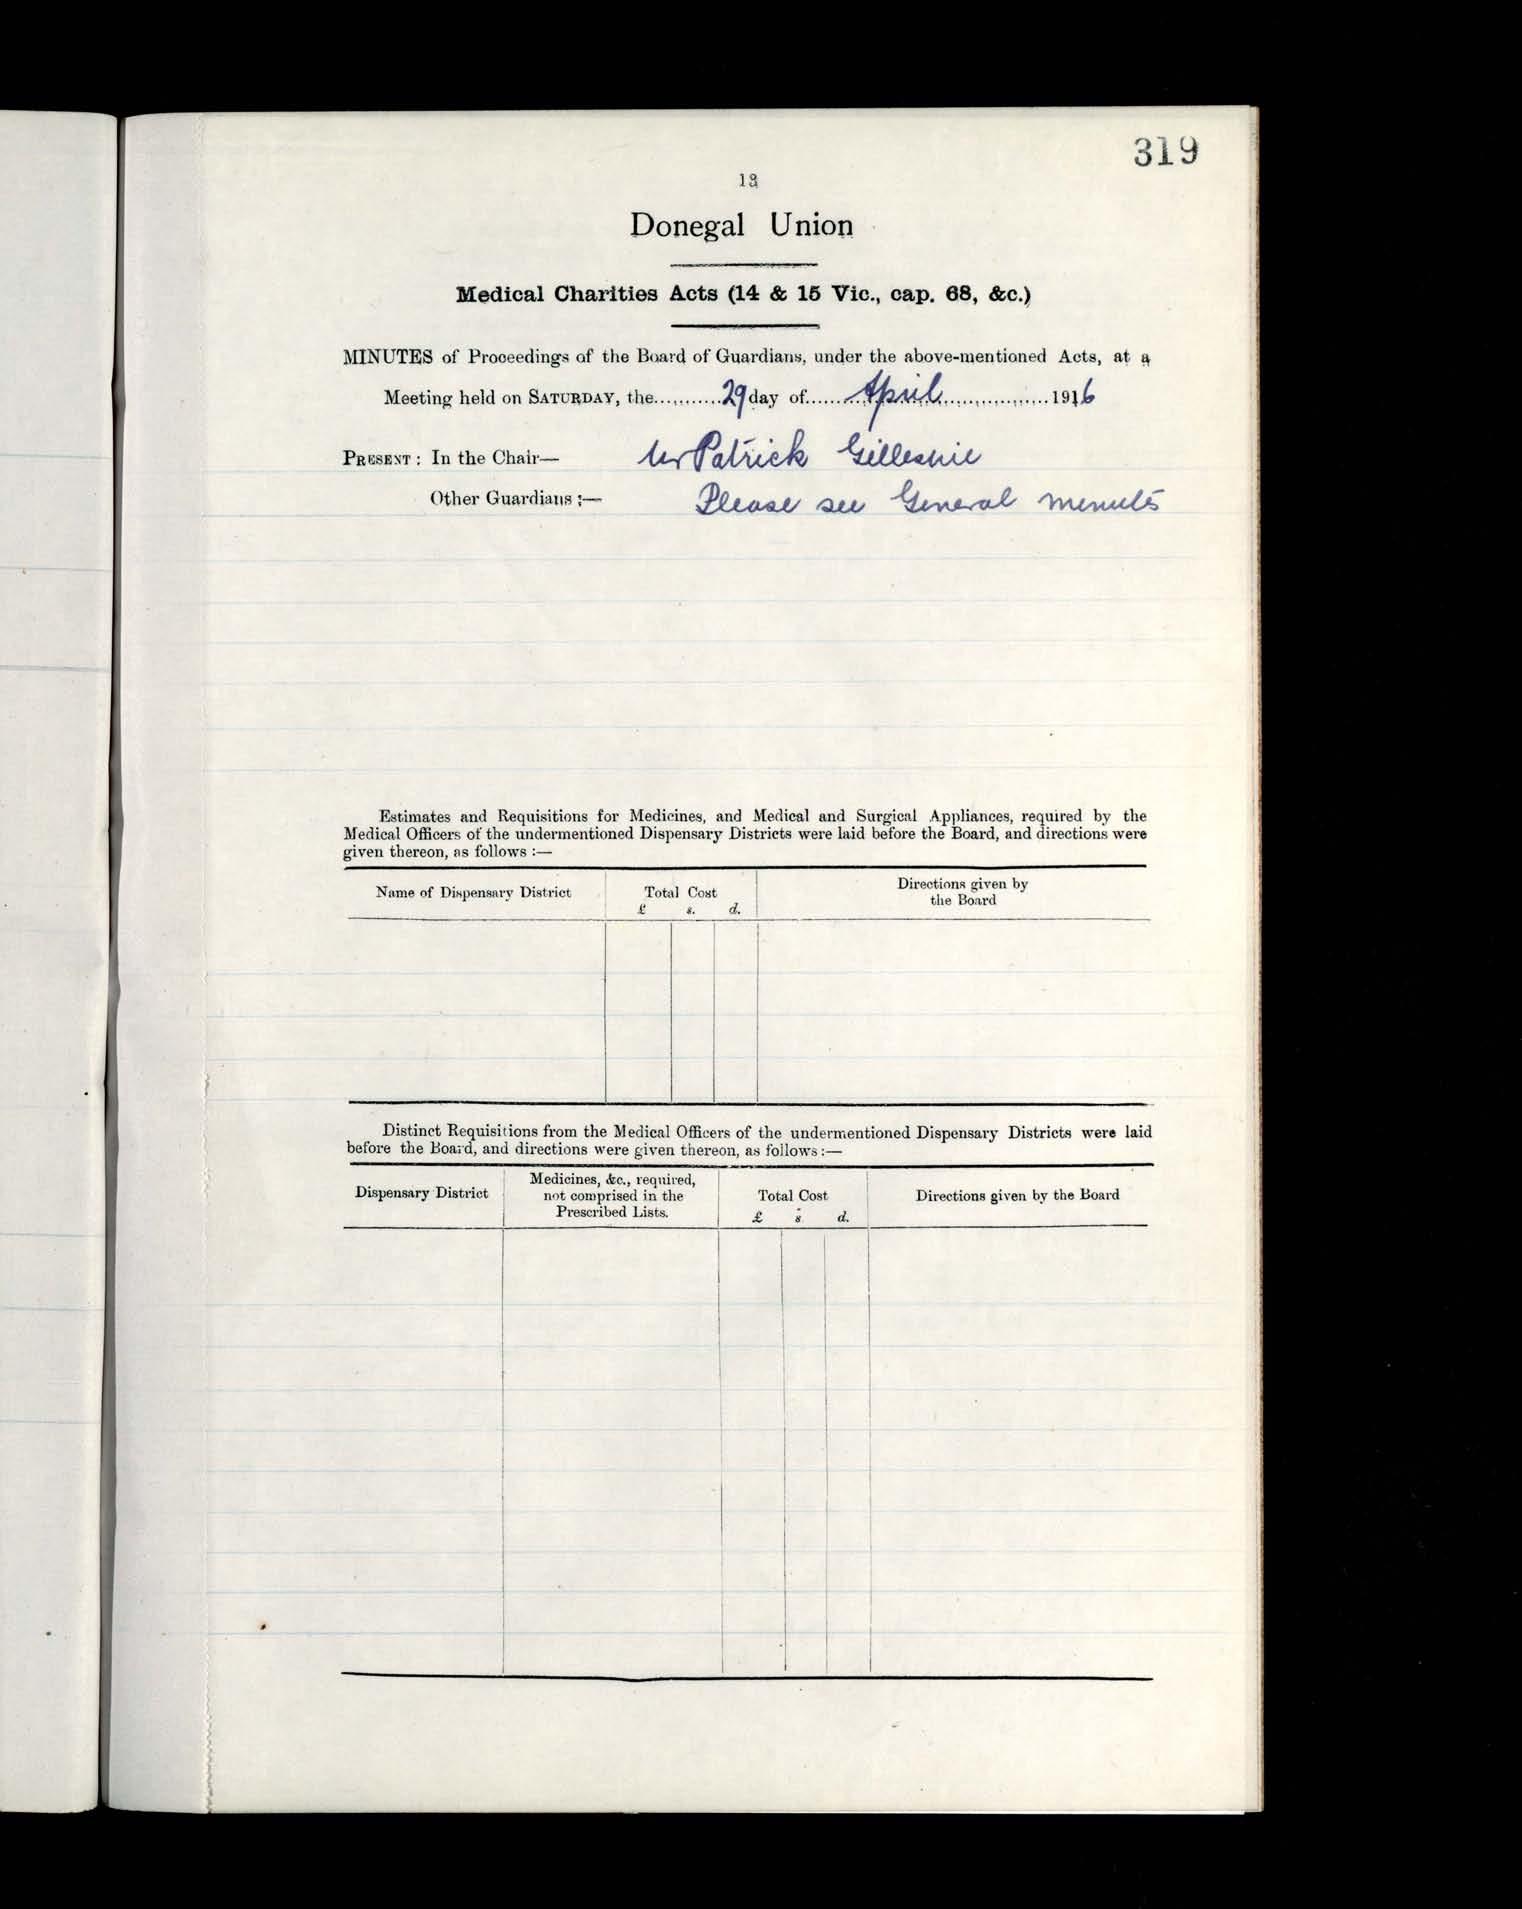 319
13
Donegal Union
Medical Charities Acts (14 & 15 Vic., cap. 68, &c.)
MINUTES of Proceedings of the Board of Guardians, under the above-mentioned Acts, at a
Meeting held on SATURDAY, the..........29 day of........April....................1916
PRESENT: In the Chair— Mr Patrick Gillespie
Other Guardians:— Please see General minutes
Estimates and Requisitions for Medicines, and Medical and Surgical Appliances, required by the
Medical Officers of the undermentioned Dispensary Districts were laid before the Board, and directions were
given thereon, as follows:—
Name of Dispensary District Total Cost Directions given by
£ s. d. the Board
Distinct Requisitions from the Medical Officers of the undermentioned Dispensary Districts were laid
before the Board, and directions were given thereon, as follows:—
Medicines, &c., required,
Dispensary District not comprised in the Total Cost Directions given by the Board
Prescribed Lists. £ s d.